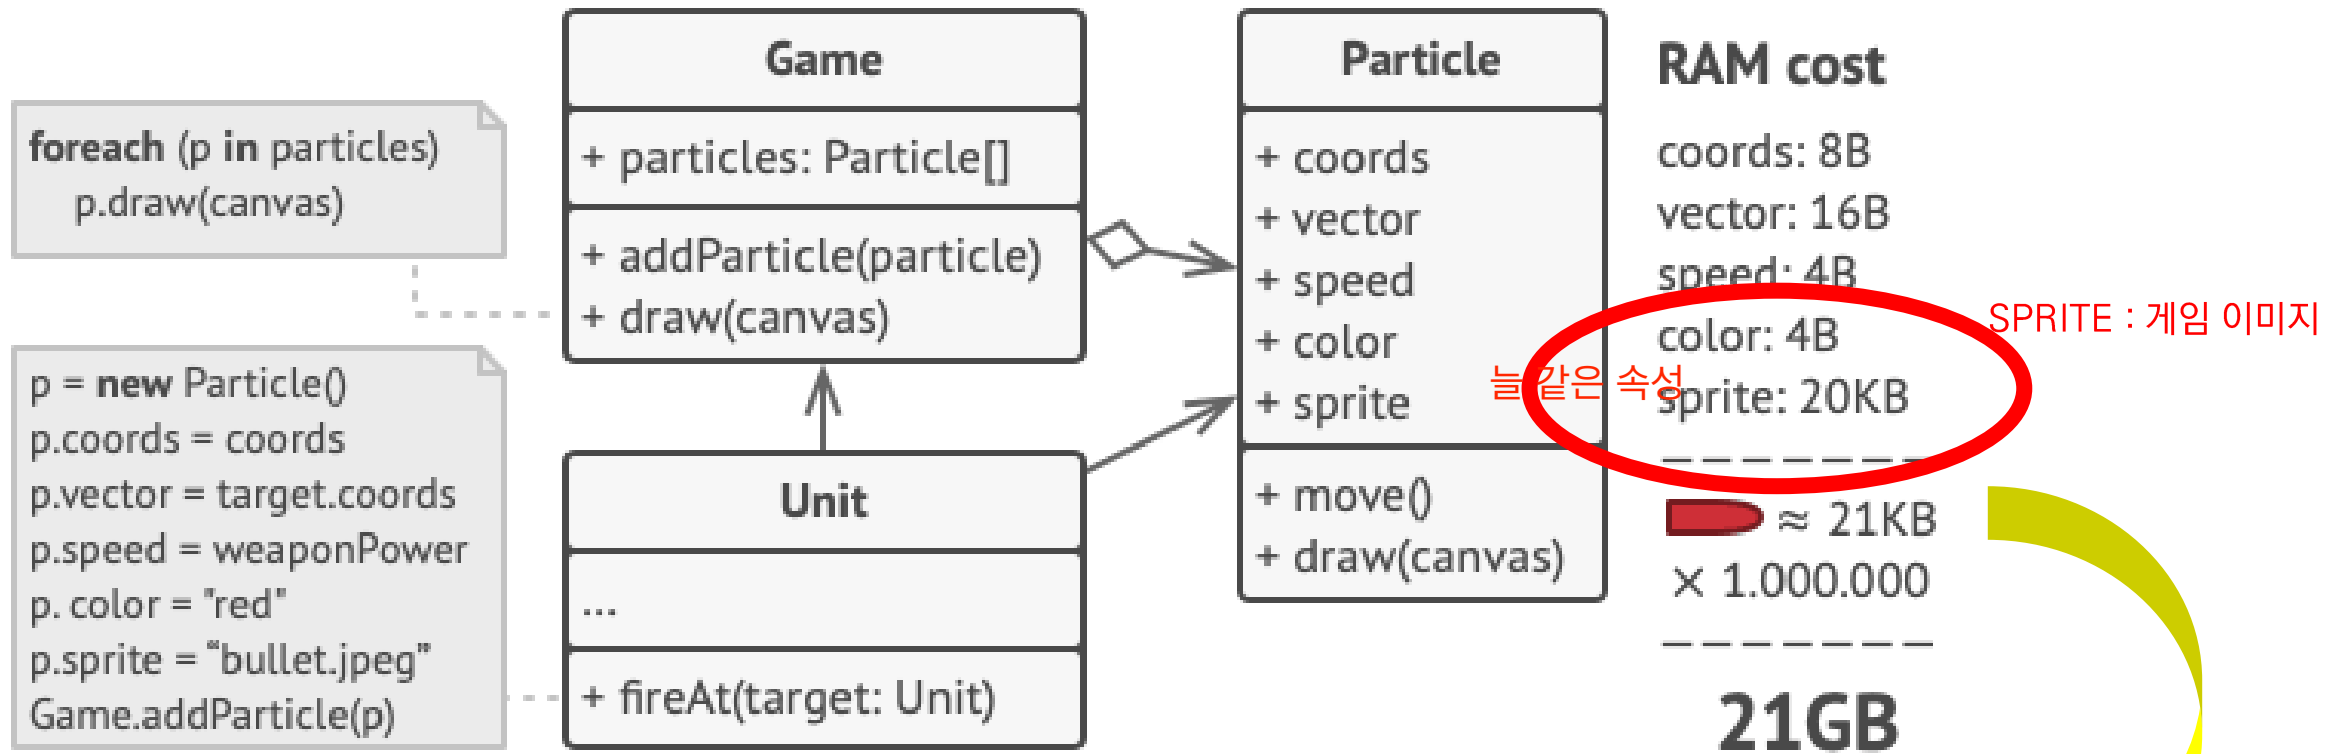 foreach (p in particles)
p.draw(canvas)
p = new Particle()
p.coords = coords
p.vector = target.coords
p.speed = weaponPower
p. color = "red"
p.sprite = “bullet.jpeg”
Game.addParticle(p)
Game
+ particles: Particle[]
+ addParticle(particle)
+ draw(canvas)
Unit
...
+ fireAt(target: Unit)
Particle
+ coords
+ vector
+ speed
+ color
+ sprite
+ move()
+ draw(canvas)
RAM cost
coords: 8B
vector: 16B
speed: 4B
color: 4B
sprite: 20KB
늘 같은 속성
SPRITE : 게임 이미지
≈ 21KB
× 1.000.000
21GB